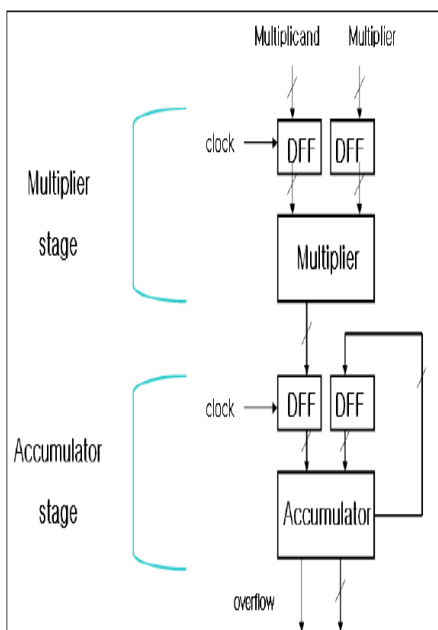 Multiplicand Multiplier
clock DFF DFF
Multiplier
stage
Multiplier
clock DFF DFF
Accumulator
stage
Accumulator
overflow